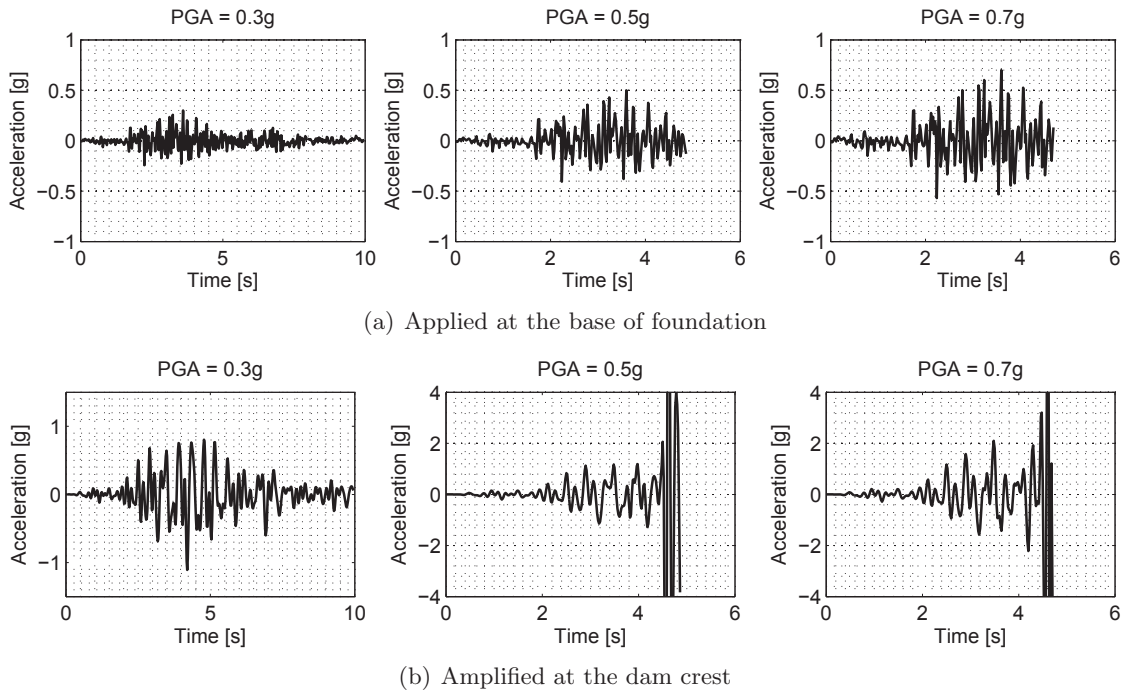 PGA = 0.3g
PGA = 0.5g
PGA = 0.7g
Acceleration [g]
1
0.5
0
−0.5
−1
0
5
10
Time [s]
Acceleration [g]
1
0.5
0
−0.5
−1
0
2
4
6
Time [s]
Acceleration [g]
1
0.5
0
−0.5
−1
0
2
4
6
Time [s]
(a) Applied at the base of foundation
PGA = 0.3g
PGA = 0.5g
PGA = 0.7g
Acceleration [g]
1
0
−1
0
5
10
Time [s]
Acceleration [g]
4
2
0
−2
−4
0
2
4
6
Time [s]
Acceleration [g]
4
2
0
−2
−4
0
2
4
6
Time [s]
(b) Amplified at the dam crest